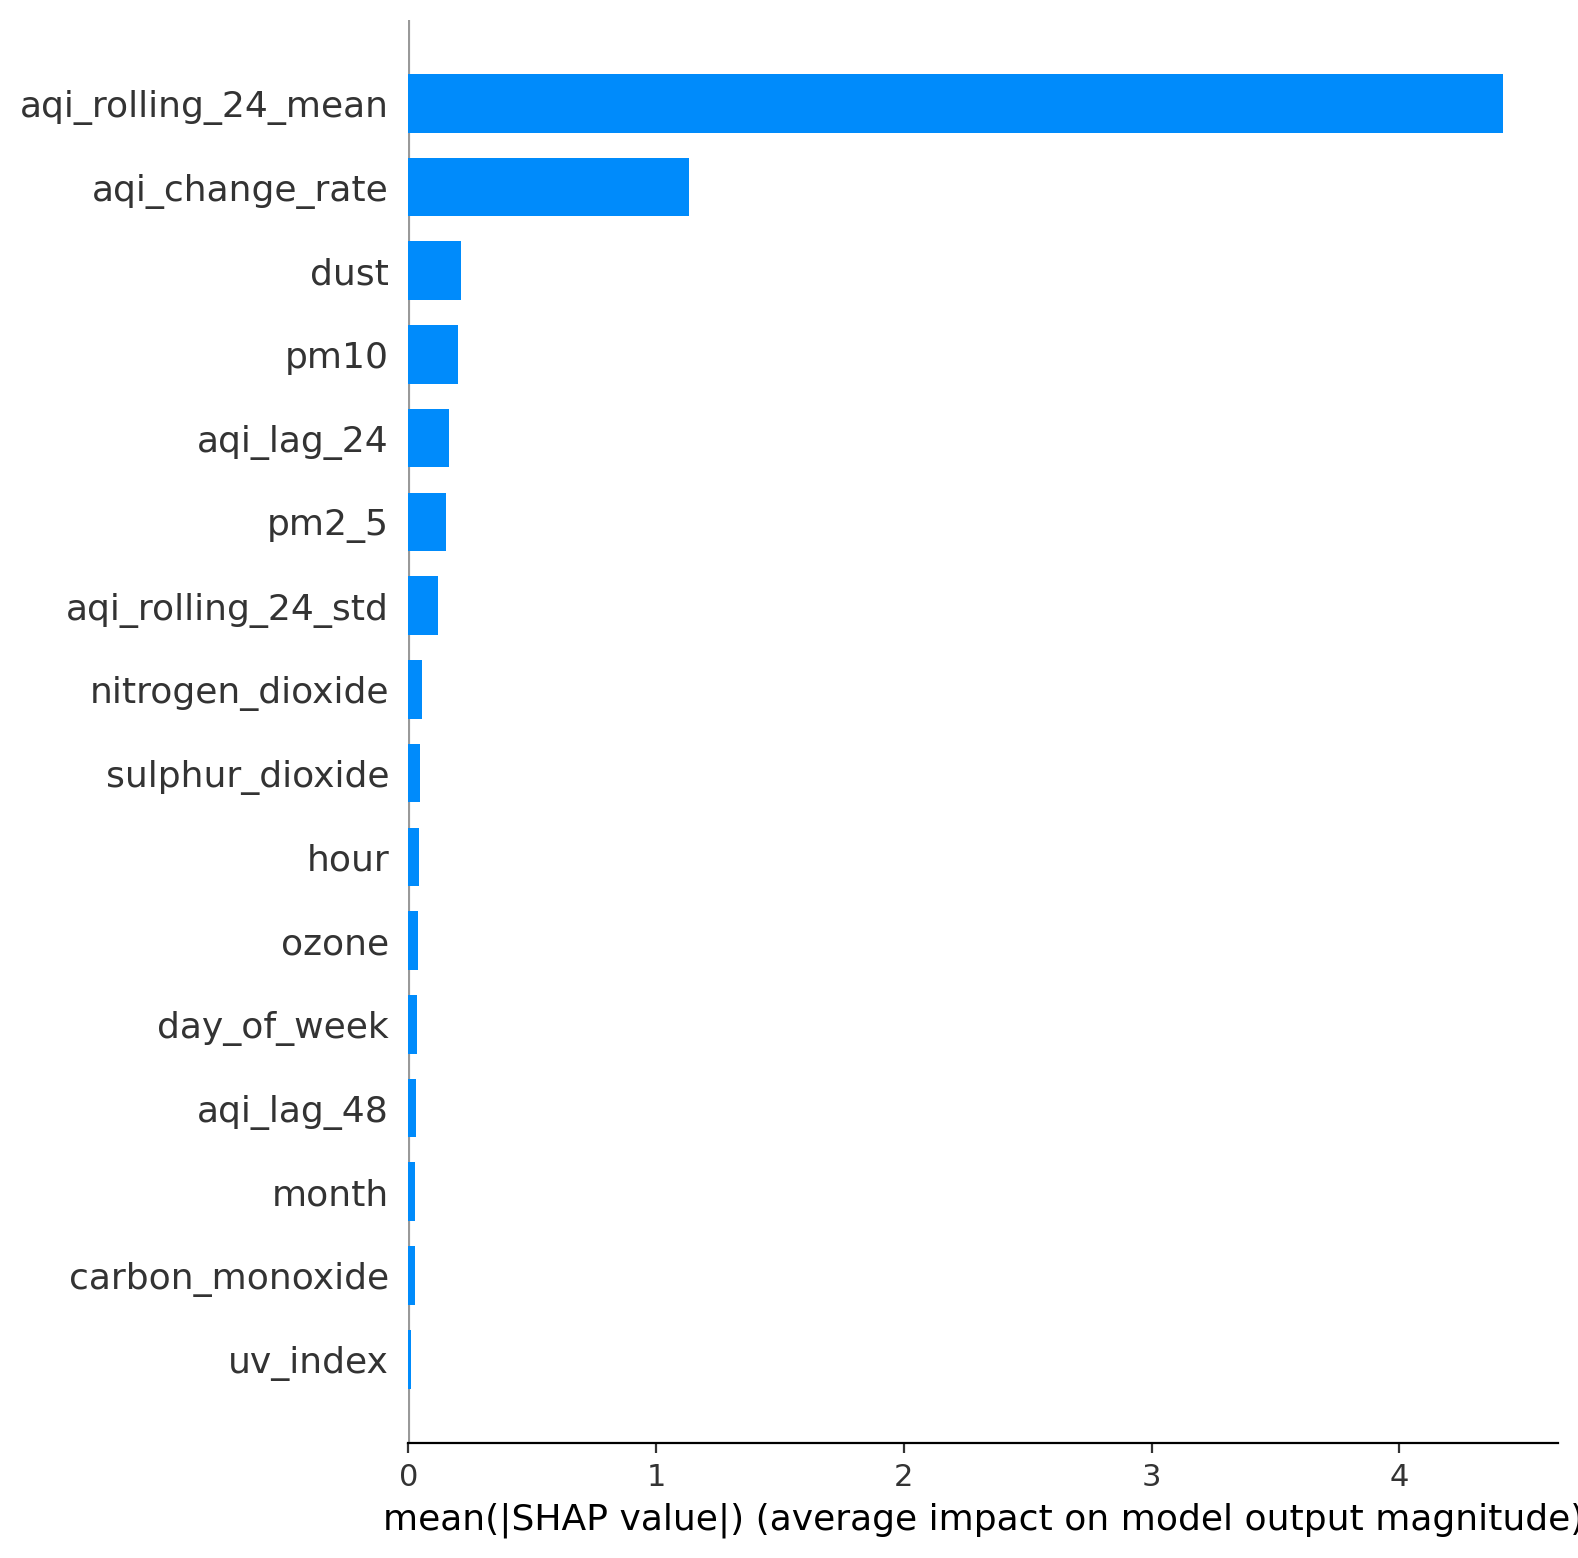 aqi_rolling_24_mean
aqi_change_rate
dust
pm10
aqi_lag_24
pm2_5
aqi_rolling_24_std
nitrogen_dioxide
sulphur_dioxide
hour
ozone
day_of_week
aqi_lag_48
month
carbon_monoxide
uv_index
0 1 2 3 4
mean(|SHAP value|) (average impact on model output magnitude)